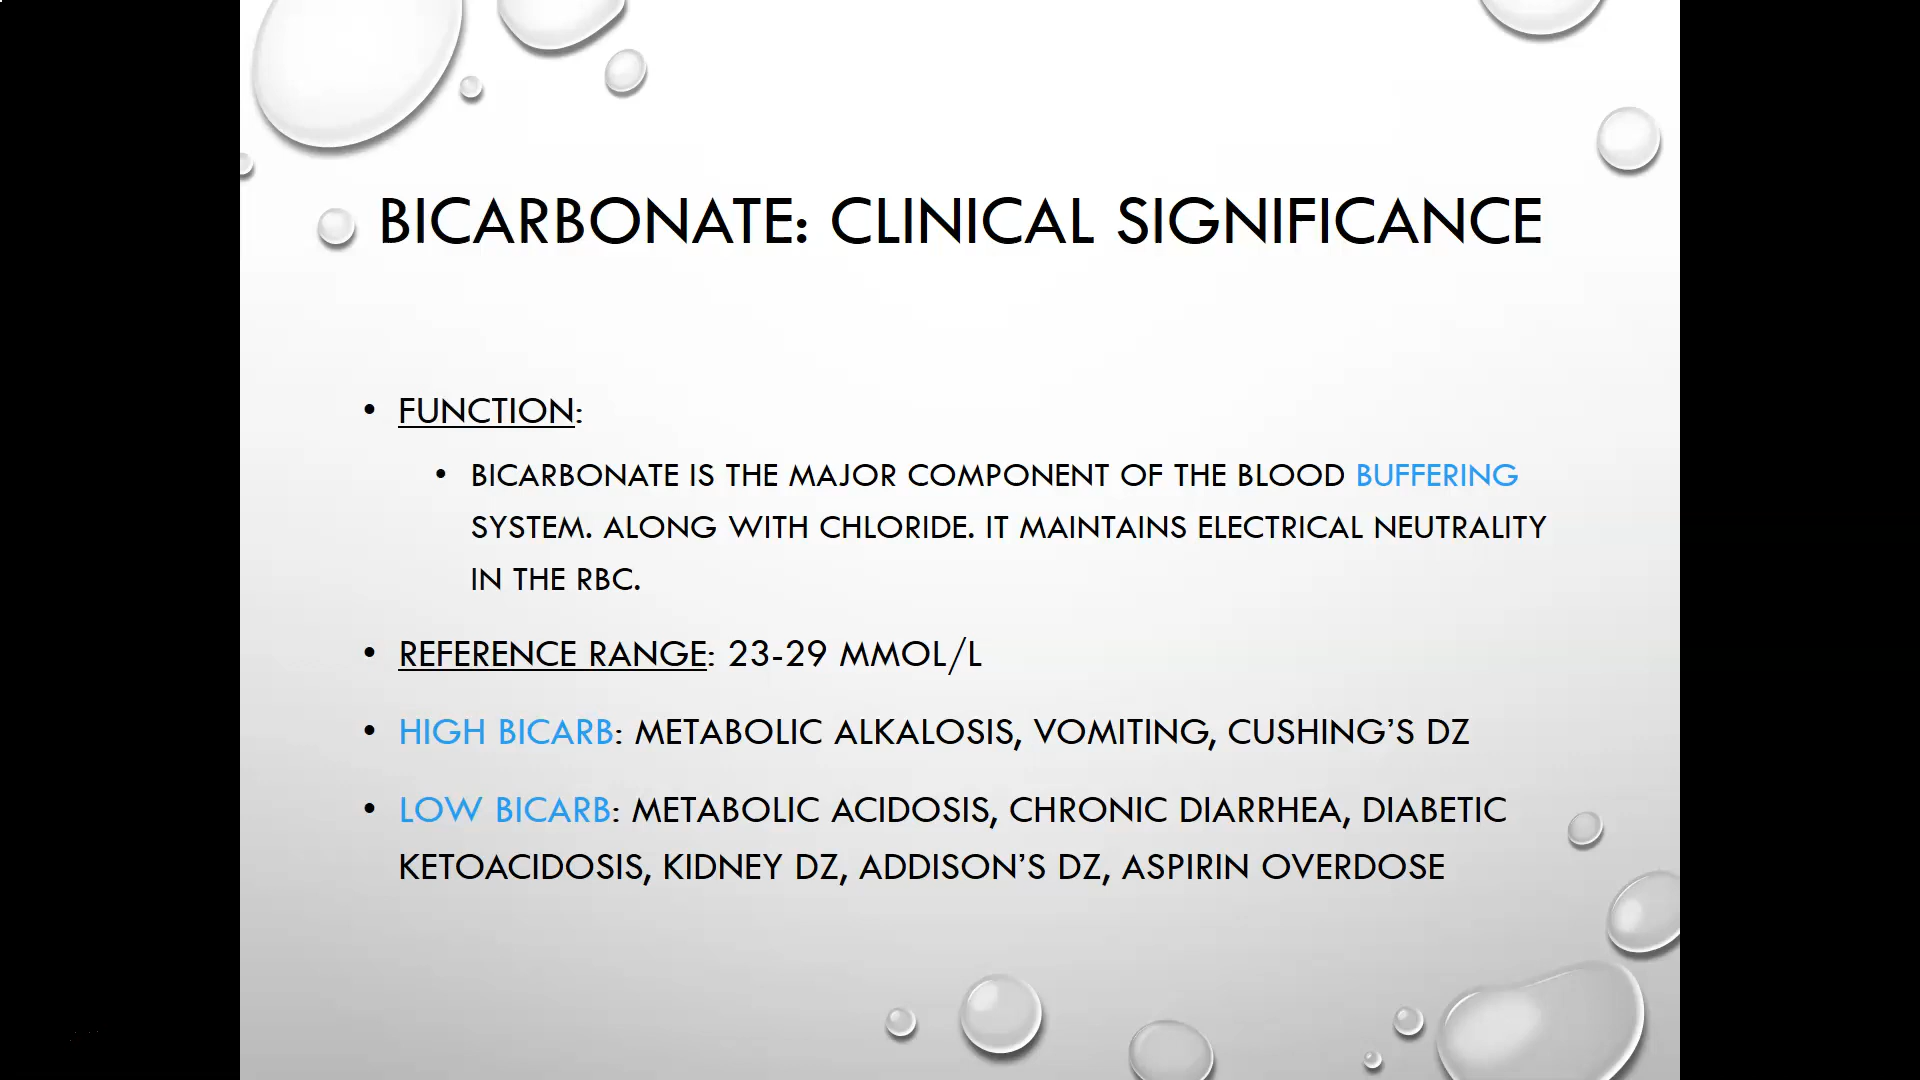 BICARBONATE: CLINICAL SIGNIFICANCE
• FUNCTION:
• BICARBONATE IS THE MAJOR COMPONENT OF THE BLOOD BUFFERING
SYSTEM. ALONG WITH CHLORIDE. IT MAINTAINS ELECTRICAL NEUTRALITY
IN THE RBC.
• REFERENCE RANGE: 23-29 MMOL/L
• HIGH BICARB: METABOLIC ALKALOSIS, VOMITING, CUSHING’S DZ
• LOW BICARB: METABOLIC ACIDOSIS, CHRONIC DIARRHEA, DIABETIC
KETOACIDOSIS, KIDNEY DZ, ADDISON’S DZ, ASPIRIN OVERDOSE